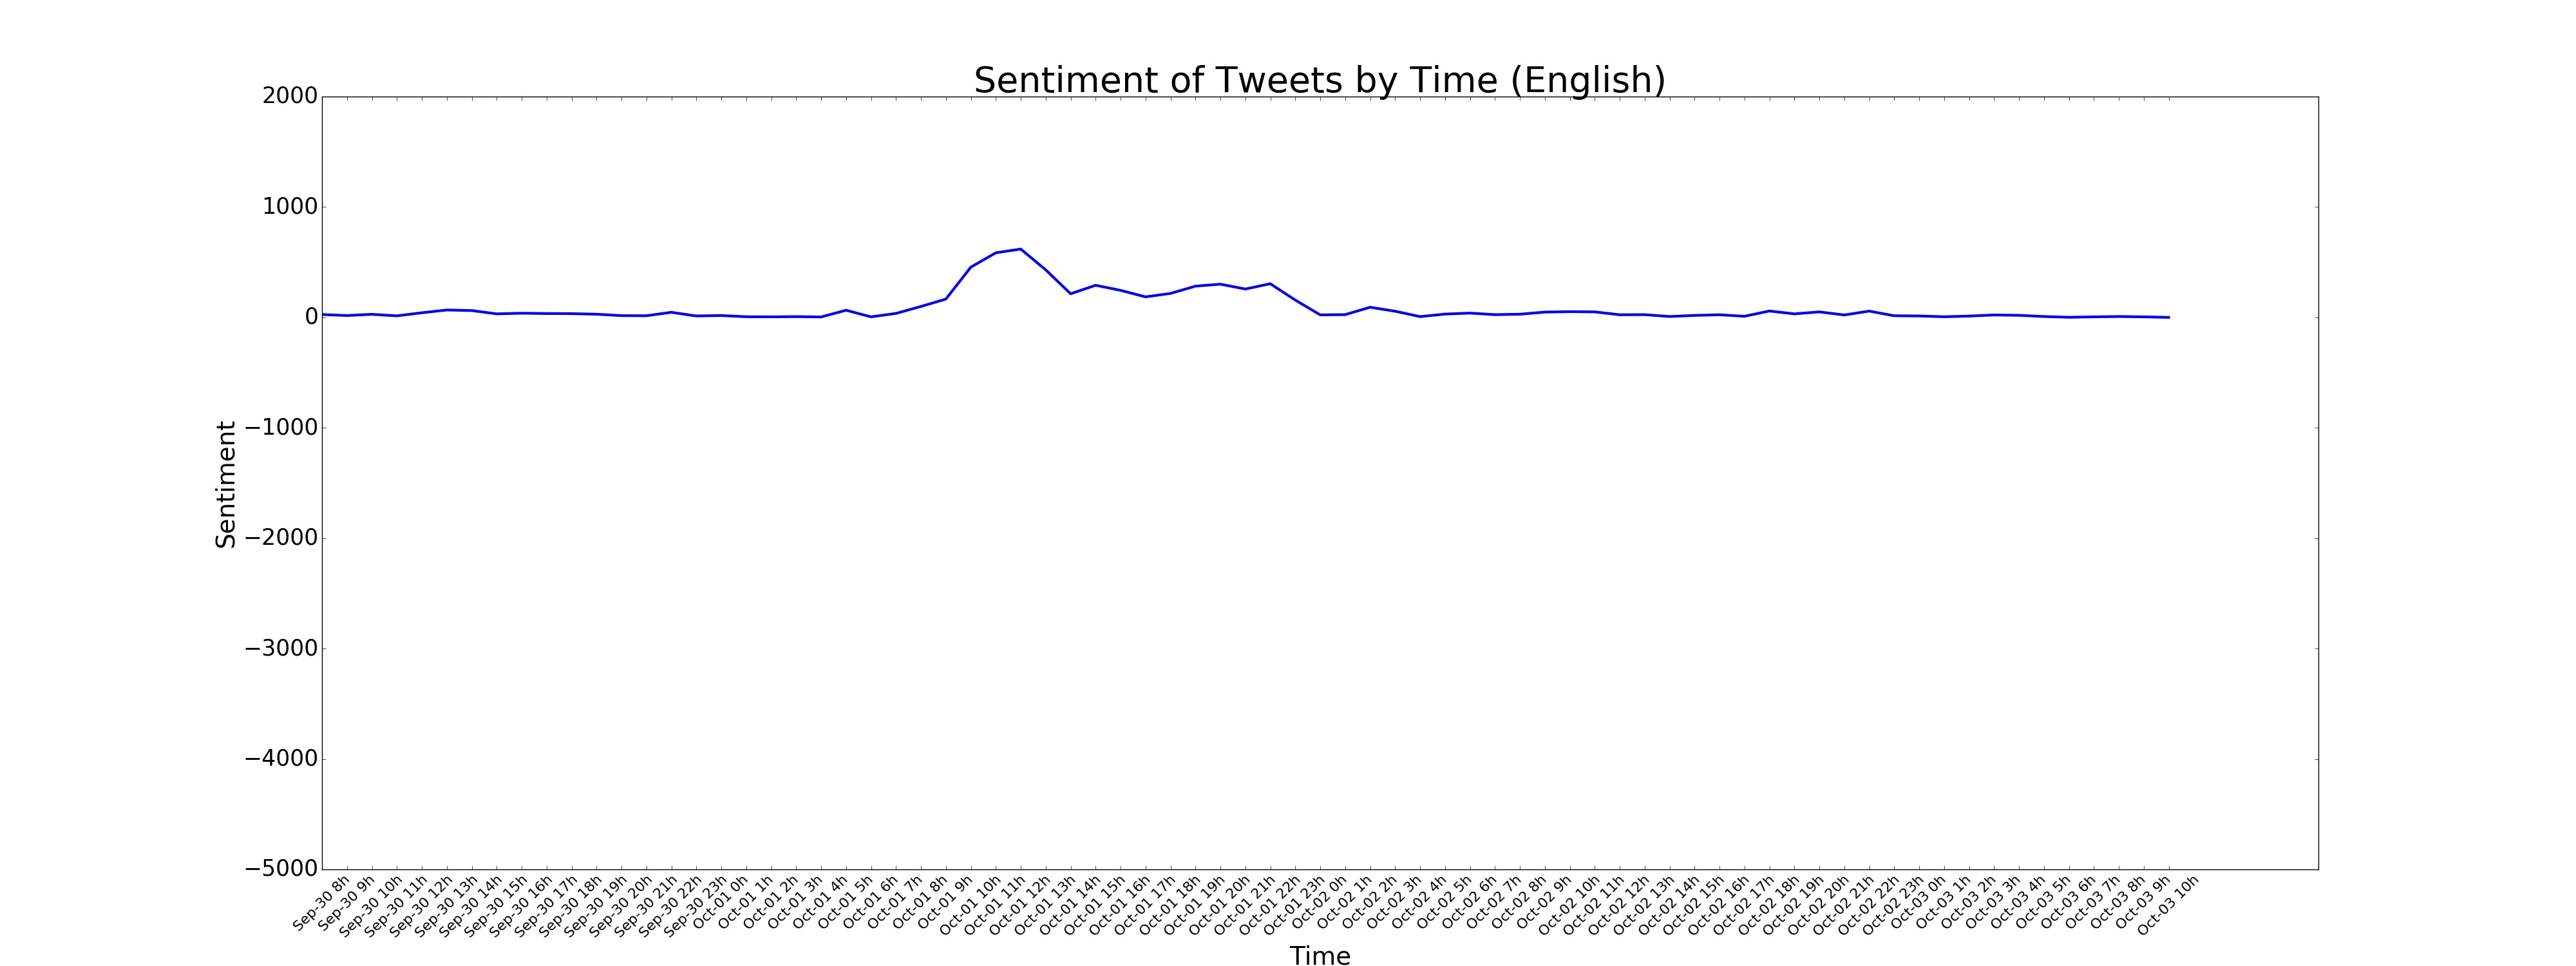 Sentiment of Tweets by Time (English)
2000
1000
0
−1000
−2000
−3000
−4000
−5000
Sentiment
Sep-30 8h
Sep-30 9h
Sep-30 10h
Sep-30 11h
Sep-30 12h
Sep-30 13h
Sep-30 14h
Sep-30 15h
Sep-30 16h
Sep-30 17h
Sep-30 18h
Sep-30 19h
Sep-30 20h
Sep-30 21h
Sep-30 22h
Sep-30 23h
Oct-01 0h
Oct-01 1h
Oct-01 2h
Oct-01 3h
Oct-01 4h
Oct-01 5h
Oct-01 6h
Oct-01 7h
Oct-01 8h
Oct-01 9h
Oct-01 10h
Oct-01 11h
Oct-01 12h
Oct-01 13h
Oct-01 14h
Oct-01 15h
Oct-01 16h
Oct-01 17h
Oct-01 18h
Oct-01 19h
Oct-01 20h
Oct-01 21h
Oct-01 22h
Oct-01 23h
Oct-02 0h
Oct-02 1h
Oct-02 2h
Oct-02 3h
Oct-02 4h
Oct-02 5h
Oct-02 6h
Oct-02 7h
Oct-02 8h
Oct-02 9h
Oct-02 10h
Oct-02 11h
Oct-02 12h
Oct-02 13h
Oct-02 14h
Oct-02 15h
Oct-02 16h
Oct-02 17h
Oct-02 18h
Oct-02 19h
Oct-02 20h
Oct-02 21h
Oct-02 22h
Oct-02 23h
Oct-03 0h
Oct-03 1h
Oct-03 2h
Oct-03 3h
Oct-03 4h
Oct-03 5h
Oct-03 6h
Oct-03 7h
Oct-03 8h
Oct-03 9h
Oct-03 10h
Time